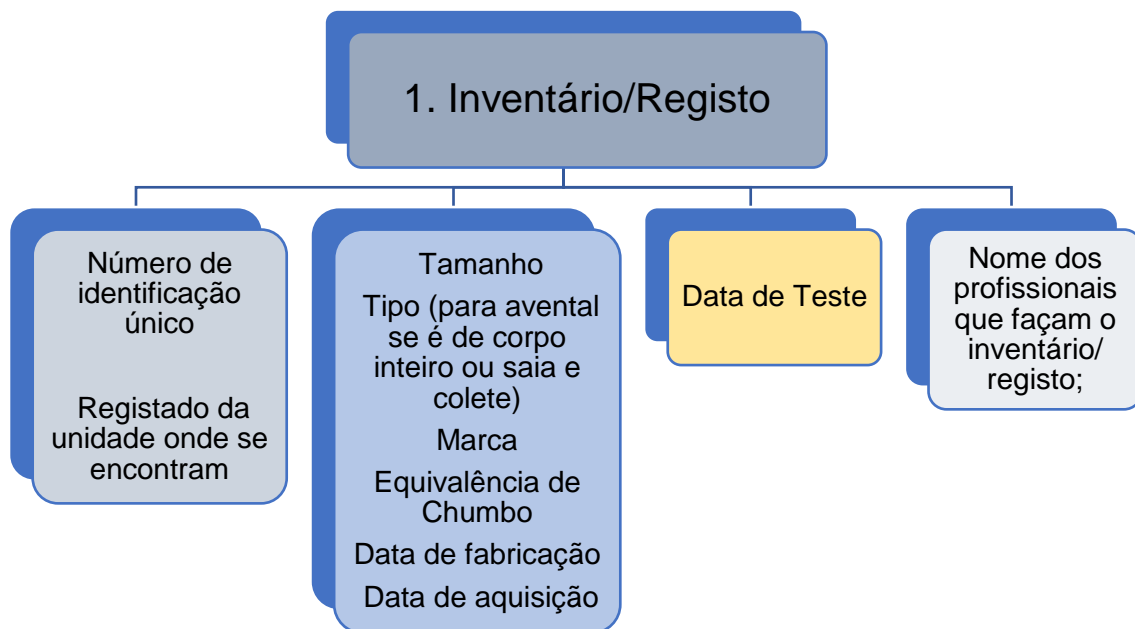 1. Inventário/Registo
Número de
identificação
único
Registado da
unidade onde se
encontram
Tamanho
Tipo (para avental
se é de corpo
inteiro ou saia e
colete)
Marca
Equivalência de
Chumbo
Data de fabricação
Data de aquisição
Data de Teste
Nome dos
profissionais
que façam o
inventário/
registo;